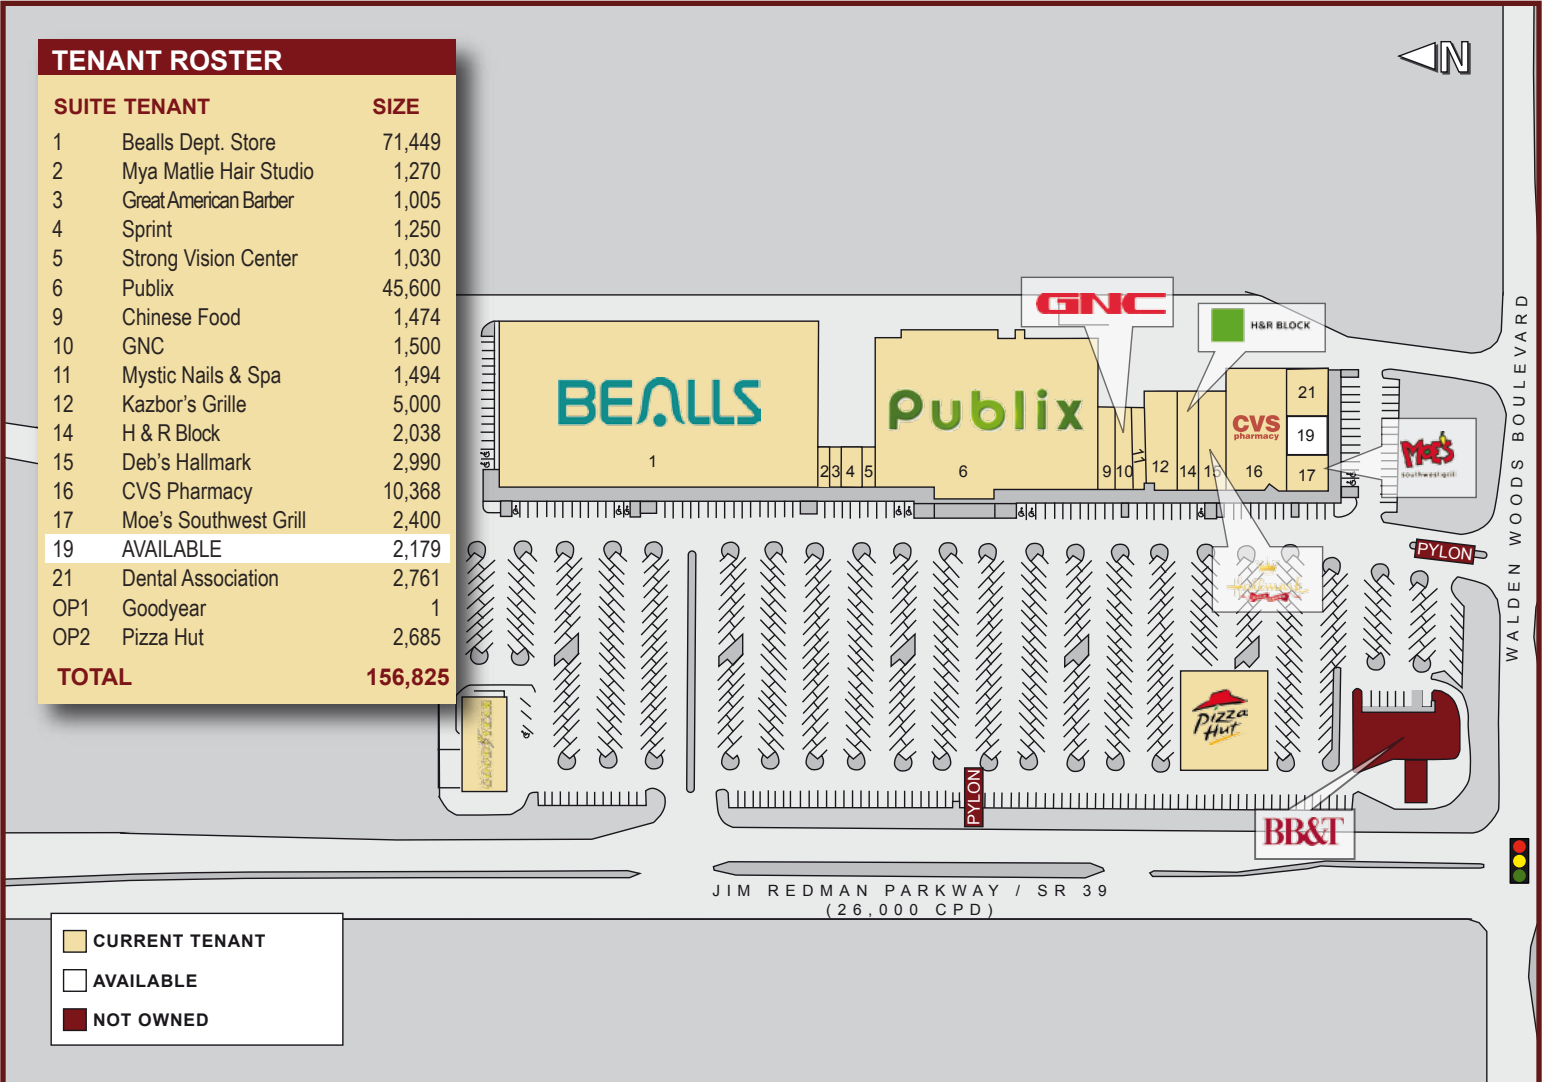 TENANT ROSTER
SUITE TENANT SIZE
1 Bealls Dept. Store 71,449
2 Mya Matlie Hair Studio 1,270
3 Great American Barber 1,005
4 Sprint 1,250
5 Strong Vision Center 1,030
6 Publix 45,600
9 Chinese Food 1,474
10 GNC 1,500
11 Mystic Nails & Spa 1,494
12 Kazbor's Grille 5,000
14 H & R Block 2,038
15 Deb's Hallmark 2,990
16 CVS Pharmacy 10,368
17 Moe's Southwest Grill 2,400
19 AVAILABLE 2,179
21 Dental Association 2,761
OP1 Goodyear 1
OP2 Pizza Hut 2,685
TOTAL 156,825
N
GNC
H&R BLOCK
BEALLS
Publix
CVS
pharmacy
MOE'S
southwest grill
21
19
17
1
2 3 4 5
6
9 10 11 12 14 15 16
Hallmark
PYLON
WALDEN WOODS BOULEVARD
GOODYEAR
Pizza
Hut
PYLON
BB&T
JIM REDMAN PARKWAY / SR 39
(26,000 CPD)
CURRENT TENANT
AVAILABLE
NOT OWNED